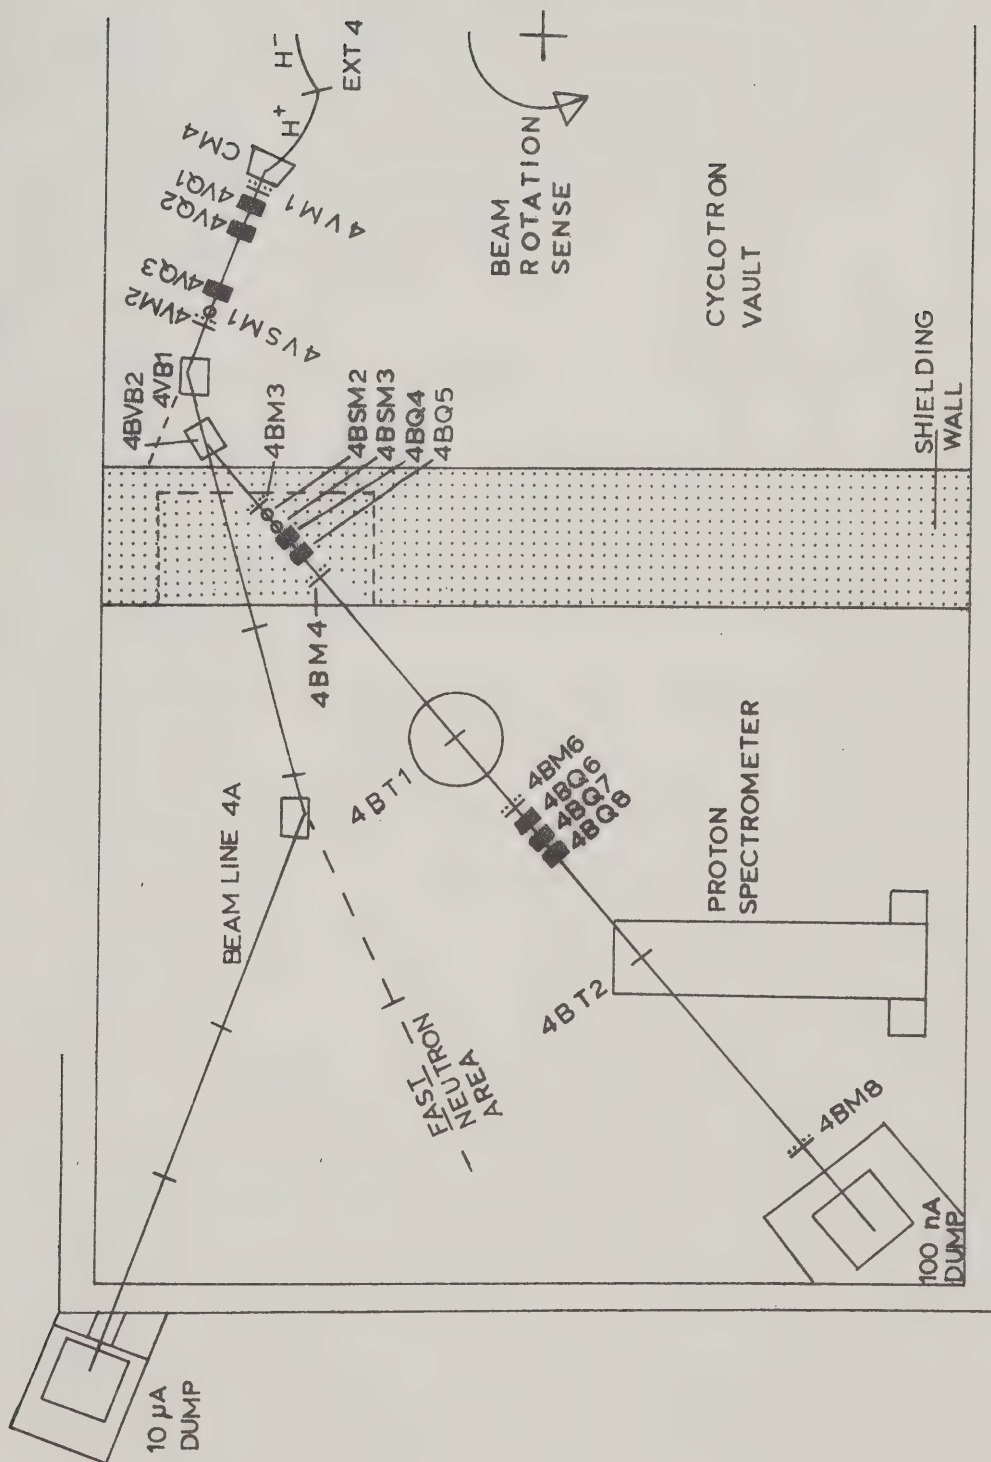 H⁻
EXT 4
H⁺
CM4
4VQ1
4VQ2
4VM1
4VQ3
4VM2
4VSM1
4VB1
4BVB2
4BM3
4BSM2
4BSM3
4BQ4
4BQ5
4BM4
BEAM
ROTATION
SENSE
CYCLOTRON
VAULT
SHIELDING
WALL
BEAM LINE 4A
4BT1
4BM6
4BQ6
4BQ7
4BQ8
PROTON
SPECTROMETER
4BT2
FAST
NEUTRON
AREA
4BM8
100 nA
DUMP
10 µA
DUMP